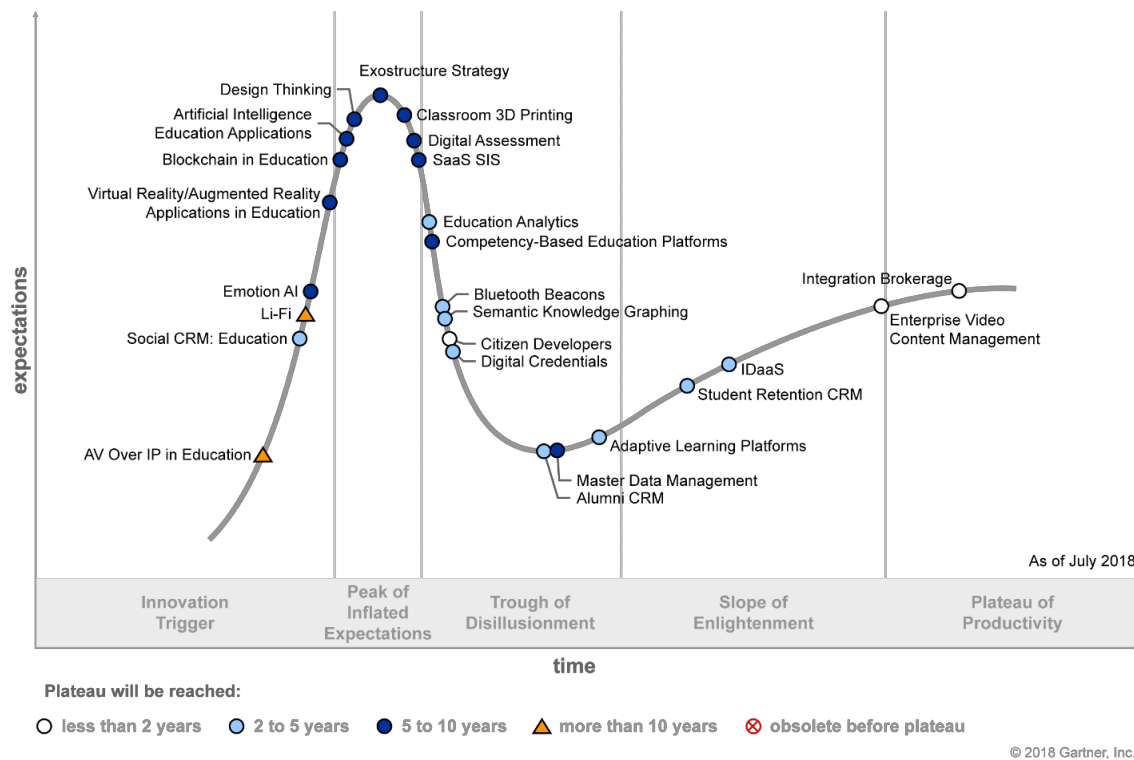 Exostructure Strategy
Design Thinking
Artificial Intelligence
Education Applications
Classroom 3D Printing
Digital Assessment
Blockchain in Education
SaaS SIS
Virtual Reality/Augmented Reality
Applications in Education
Education Analytics
Competency-Based Education Platforms
expectations
Emotion AI
Li-Fi
Social CRM: Education
Bluetooth Beacons
Semantic Knowledge Graphing
Citizen Developers
Digital Credentials
Integration Brokerage
Enterprise Video
Content Management
IDaaS
Student Retention CRM
AV Over IP in Education
Adaptive Learning Platforms
Master Data Management
Alumni CRM
As of July 2018
Innovation
Trigger
Peak of
Inflated
Expectations
Trough of
Disillusionment
Slope of
Enlightenment
Plateau of
Productivity
time
Plateau will be reached:
less than 2 years
2 to 5 years
5 to 10 years
more than 10 years
obsolete before plateau
© 2018 Gartner, Inc.